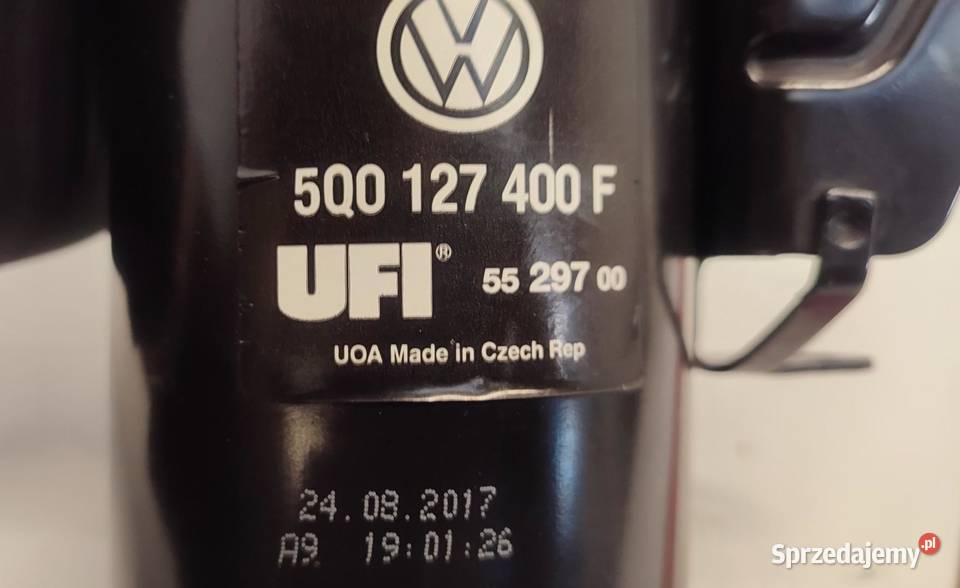 5Q0 127 400 F
UFI® 55 297 00
UOA Made in Czech Rep
24.08.2017
A9 19:01:26
Sprzedajemy.pl